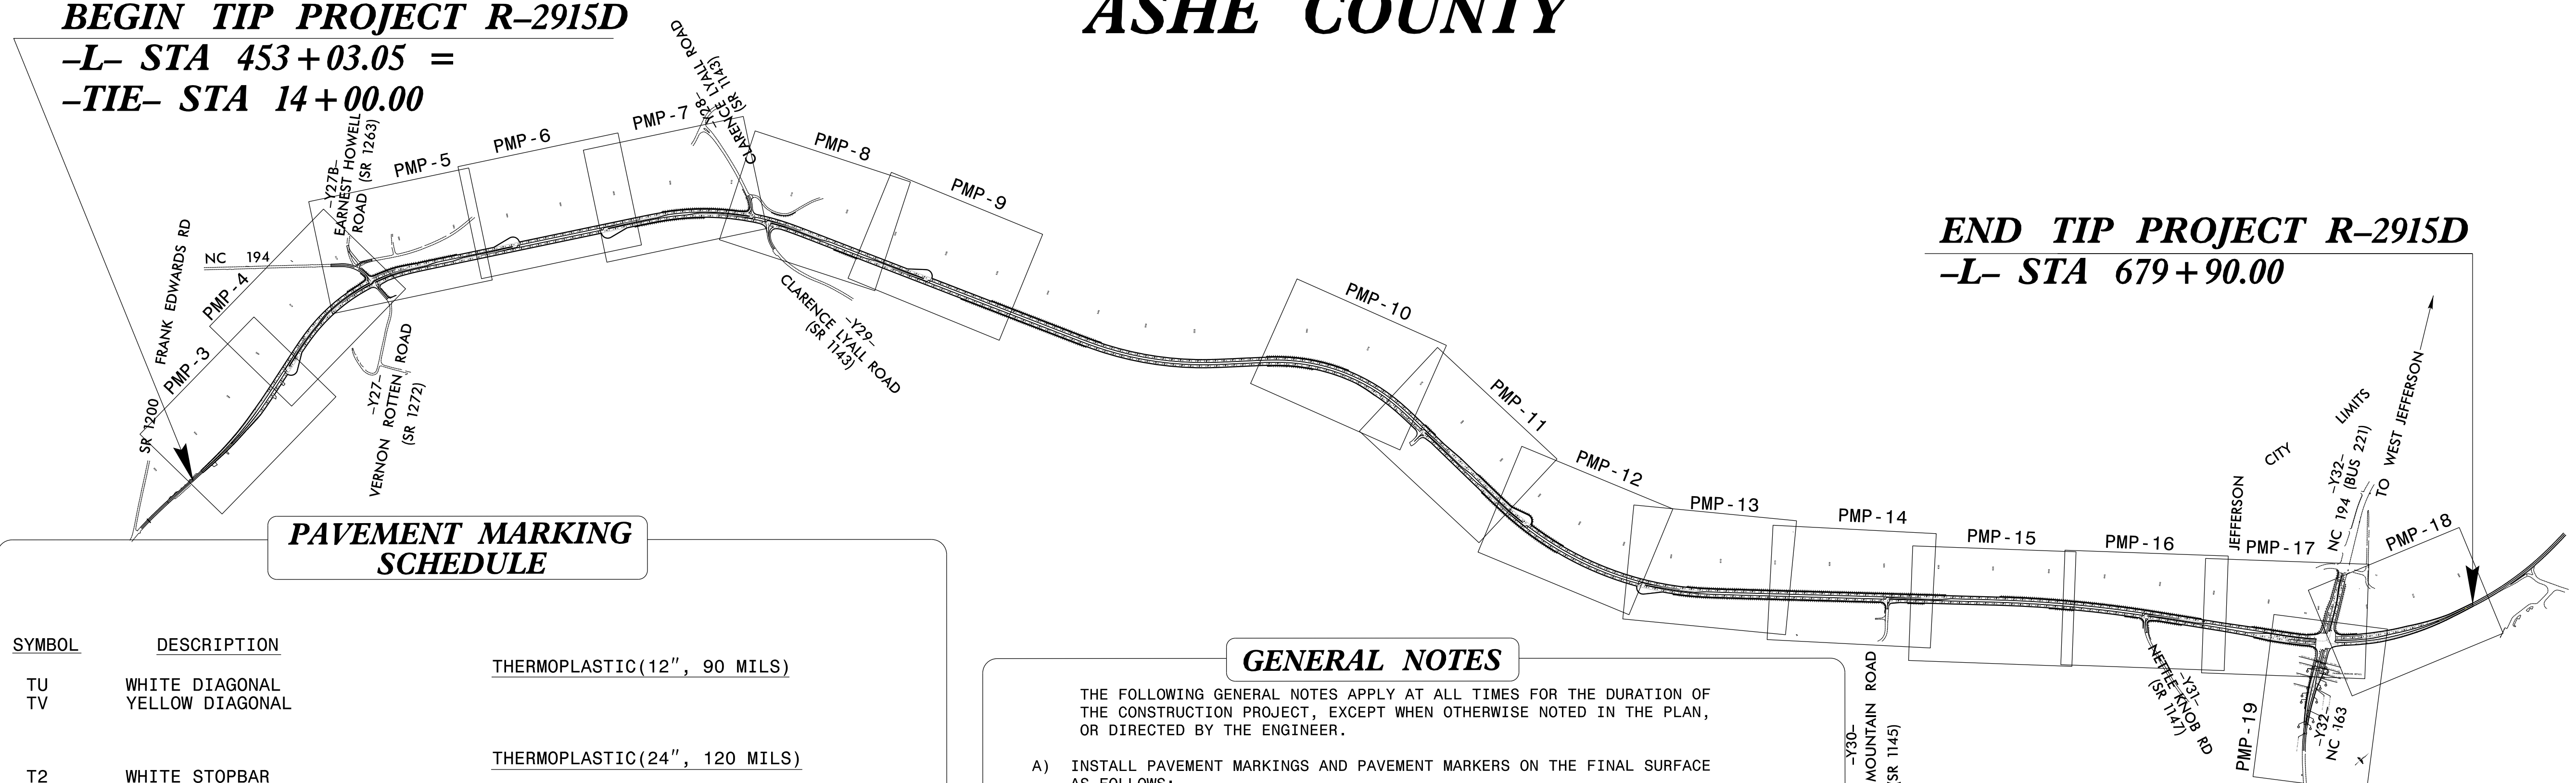 BEGIN TIP PROJECT R–2915D
–L– STA 453+03.05 =
–TIE– STA 14+00.00
ASHE COUNTY
END TIP PROJECT R–2915D
–L– STA 679+90.00
SR 1200
FRANK EDWARDS RD
PMP-3
PMP-4
NC 194
–Y27B–
EARNEST HOWELL
ROAD (SR 1263)
–Y27–
VERNON ROTTEN ROAD
(SR 1272)
PMP-5
PMP-6
PMP-7
–Y28–
CLARENCE LYALL ROAD
(SR 1143)
CLARENCE
PMP-8
–Y29–
CLARENCE LYALL ROAD
(SR 1143)
PMP-9
PMP-10
PMP-11
PMP-12
PMP-13
PMP-14
–Y30–
MOUNTAIN ROAD
(SR 1145)
PMP-15
PMP-16
–Y31–
NETTLE KNOB RD
(SR 1147)
PMP-17
JEFFERSON
CITY
LIMITS
–Y32–
NC 194 (BUS 221)
TO WEST JEFFERSON
PMP-18
PMP-19
–Y32–
NC 163
PAVEMENT MARKING
SCHEDULE
SYMBOL DESCRIPTION
THERMOPLASTIC(12", 90 MILS)
TU WHITE DIAGONAL
TV YELLOW DIAGONAL
THERMOPLASTIC(24", 120 MILS)
T2 WHITE STOPBAR
GENERAL NOTES
THE FOLLOWING GENERAL NOTES APPLY AT ALL TIMES FOR THE DURATION OF
THE CONSTRUCTION PROJECT, EXCEPT WHEN OTHERWISE NOTED IN THE PLAN,
OR DIRECTED BY THE ENGINEER.
A) INSTALL PAVEMENT MARKINGS AND PAVEMENT MARKERS ON THE FINAL SURFACE
AS FOLLOWS: